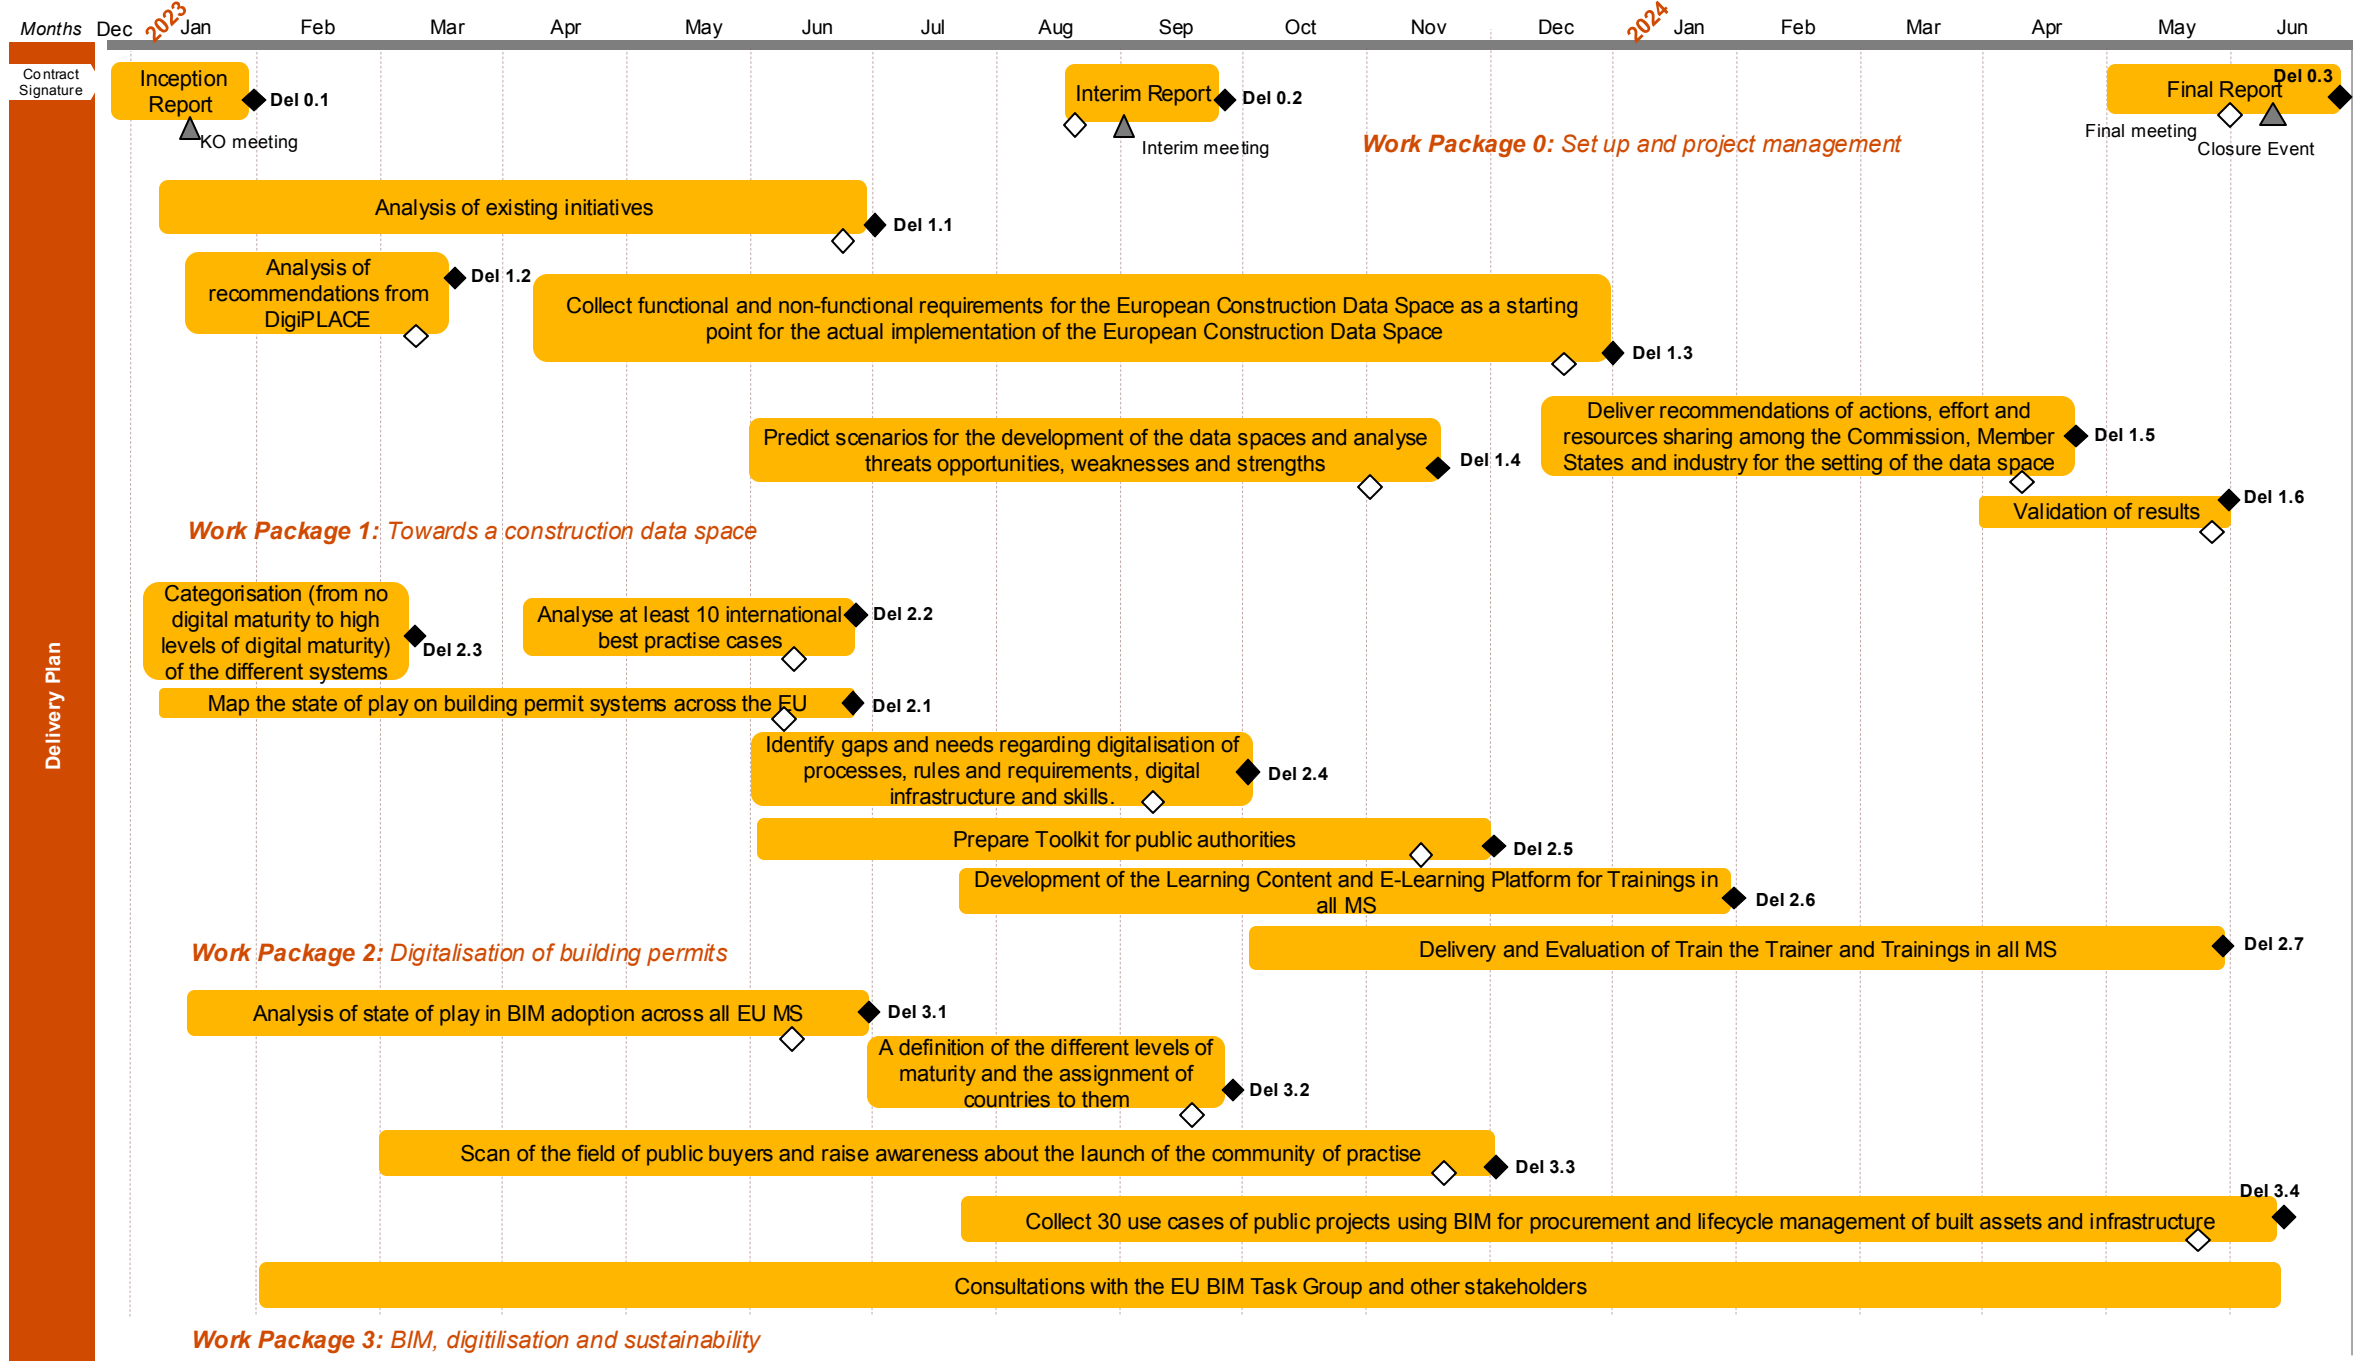 Months Dec 2023 Jan Feb Mar Apr May Jun Jul Aug Sep Oct Nov Dec 2024 Jan Feb Mar Apr May Jun
Contract
Signature
Delivery Plan
Inception
Report
Del 0.1
KO meeting
Interim Report
Del 0.2
Interim meeting
Work Package 0: Set up and project management
Del 0.3
Final Report
Final meeting
Closure Event
Analysis of existing initiatives
Del 1.1
Analysis of
recommendations from
DigiPLACE
Del 1.2
Collect functional and non-functional requirements for the European Construction Data Space as a starting
point for the actual implementation of the European Construction Data Space
Del 1.3
Predict scenarios for the development of the data spaces and analyse
threats opportunities, weaknesses and strengths
Del 1.4
Deliver recommendations of actions, effort and
resources sharing among the Commission, Member
States and industry for the setting of the data space
Del 1.5
Validation of results
Del 1.6
Work Package 1: Towards a construction data space
Categorisation (from no
digital maturity to high
levels of digital maturity)
of the different systems
Del 2.3
Analyse at least 10 international
best practise cases
Del 2.2
Map the state of play on building permit systems across the EU
Del 2.1
Identify gaps and needs regarding digitalisation of
processes, rules and requirements, digital
infrastructure and skills.
Del 2.4
Prepare Toolkit for public authorities
Del 2.5
Development of the Learning Content and E-Learning Platform for Trainings in
all MS
Del 2.6
Work Package 2: Digitalisation of building permits
Delivery and Evaluation of Train the Trainer and Trainings in all MS
Del 2.7
Analysis of state of play in BIM adoption across all EU MS
Del 3.1
A definition of the different levels of
maturity and the assignment of
countries to them
Del 3.2
Scan of the field of public buyers and raise awareness about the launch of the community of practise
Del 3.3
Del 3.4
Collect 30 use cases of public projects using BIM for procurement and lifecycle management of built assets and infrastructure
Consultations with the EU BIM Task Group and other stakeholders
Work Package 3: BIM, digitilisation and sustainability